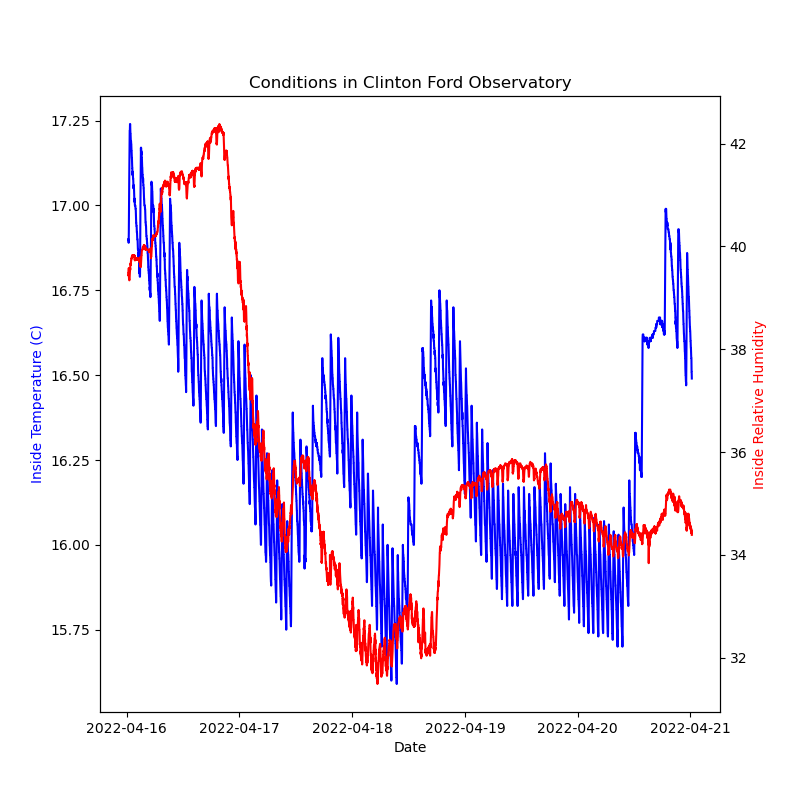 Conditions in Clinton Ford Observatory
17.25
17.00
16.75
16.50
16.25
16.00
15.75
Inside Temperature (C)
42
40
38
36
34
32
Inside Relative Humidity
2022-04-16 2022-04-17 2022-04-18 2022-04-19 2022-04-20 2022-04-21
Date